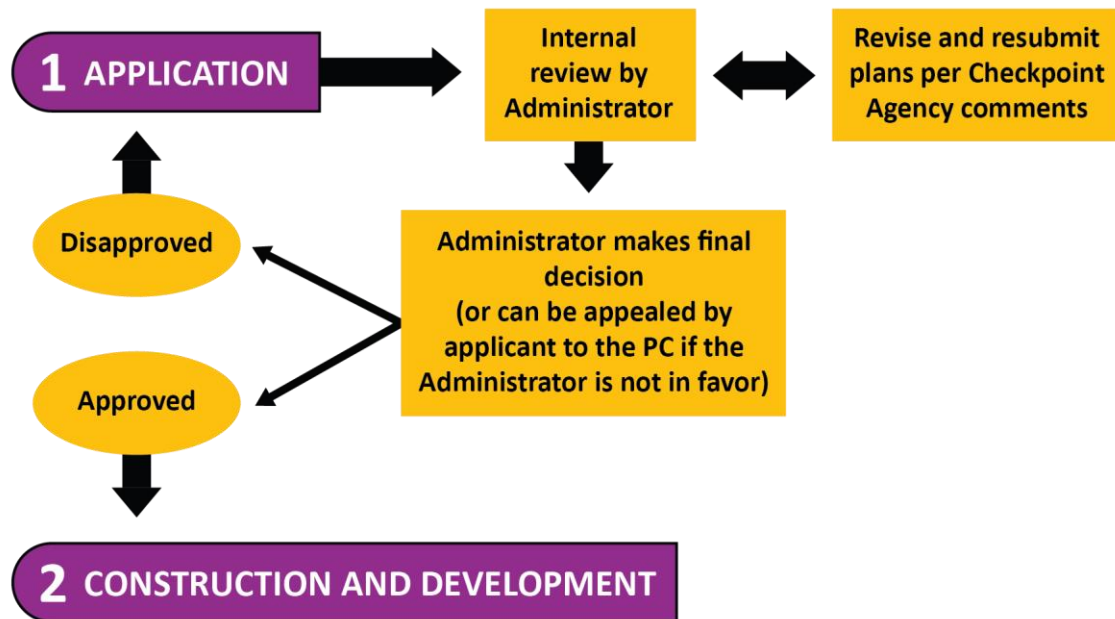 1 APPLICATION
Internal
review by
Administrator
Revise and resubmit
plans per Checkpoint
Agency comments
Disapproved
Administrator makes final
decision
(or can be appealed by
applicant to the PC if the
Administrator is not in favor)
Approved
2 CONSTRUCTION AND DEVELOPMENT